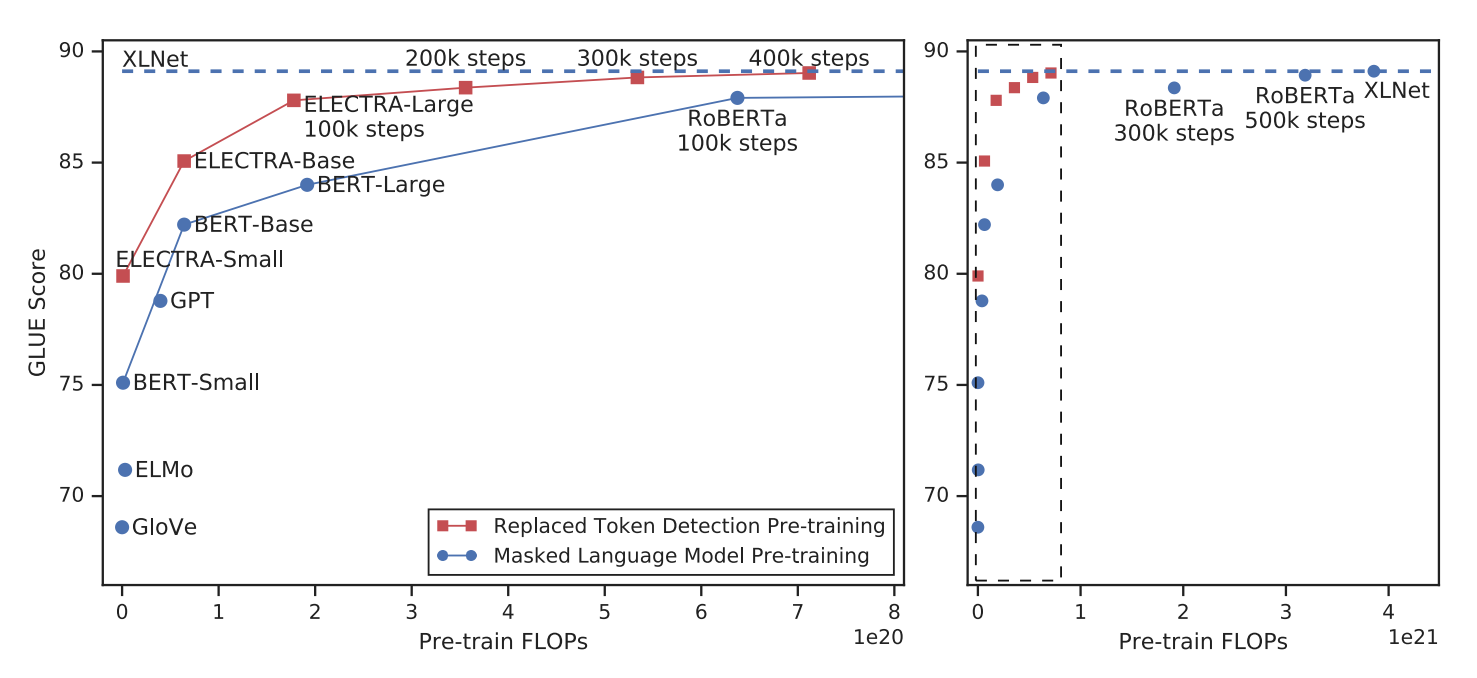 90
85
80
75
70
GLUE Score
XLNet
200k steps
300k steps
400k steps
ELECTRA-Large
100k steps
RoBERTa
100k steps
ELECTRA-Base
BERT-Large
BERT-Base
ELECTRA-Small
GPT
BERT-Small
ELMo
GloVe
Replaced Token Detection Pre-training
Masked Language Model Pre-training
0 1 2 3 4 5 6 7 8
1e20
Pre-train FLOPs
90
85
80
75
70
RoBERTa
300k steps
RoBERTa
500k steps
XLNet
0 1 2 3 4
1e21
Pre-train FLOPs